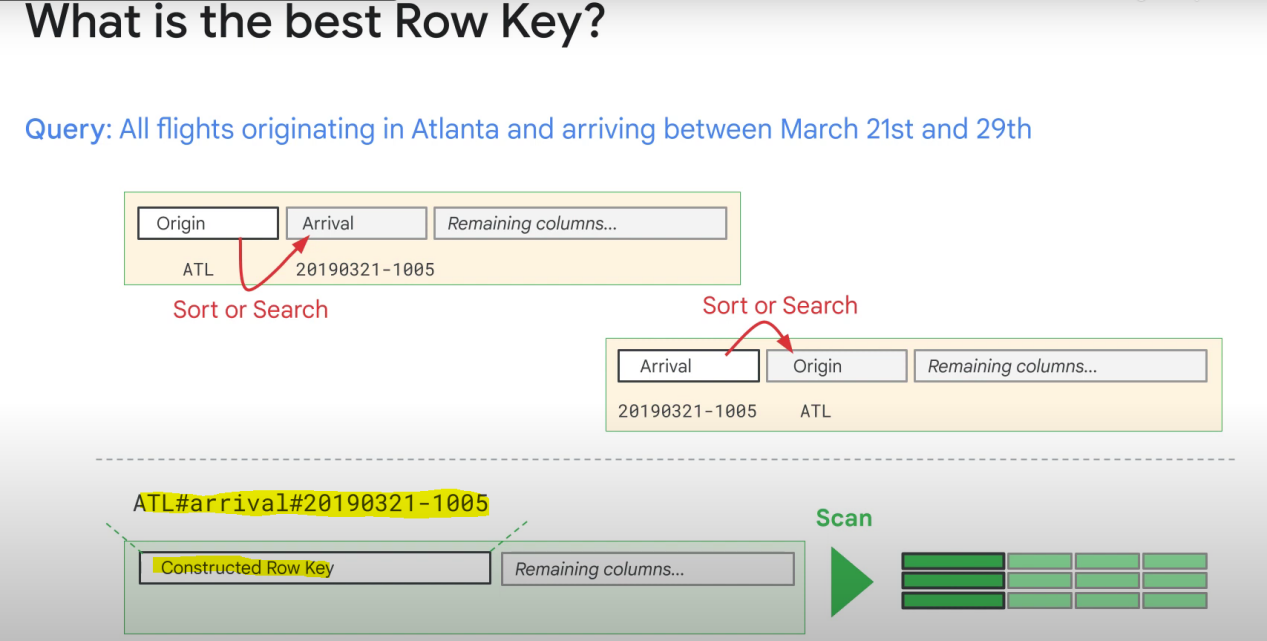 What is the best Row Key?
Query: All flights originating in Atlanta and arriving between March 21st and 29th
Origin Arrival Remaining columns...
ATL 20190321-1005
Sort or Search
Sort or Search
Arrival Origin Remaining columns...
20190321-1005 ATL
ATL#arrival#20190321-1005
Scan
Constructed Row Key Remaining columns...